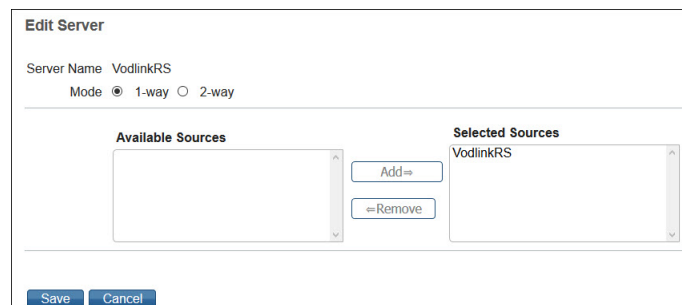 Edit Server
Server Name VodlinkRS
Mode 1-way 2-way
Available Sources Selected Sources
VodlinkRS
Add⇒
⇐Remove
Save Cancel